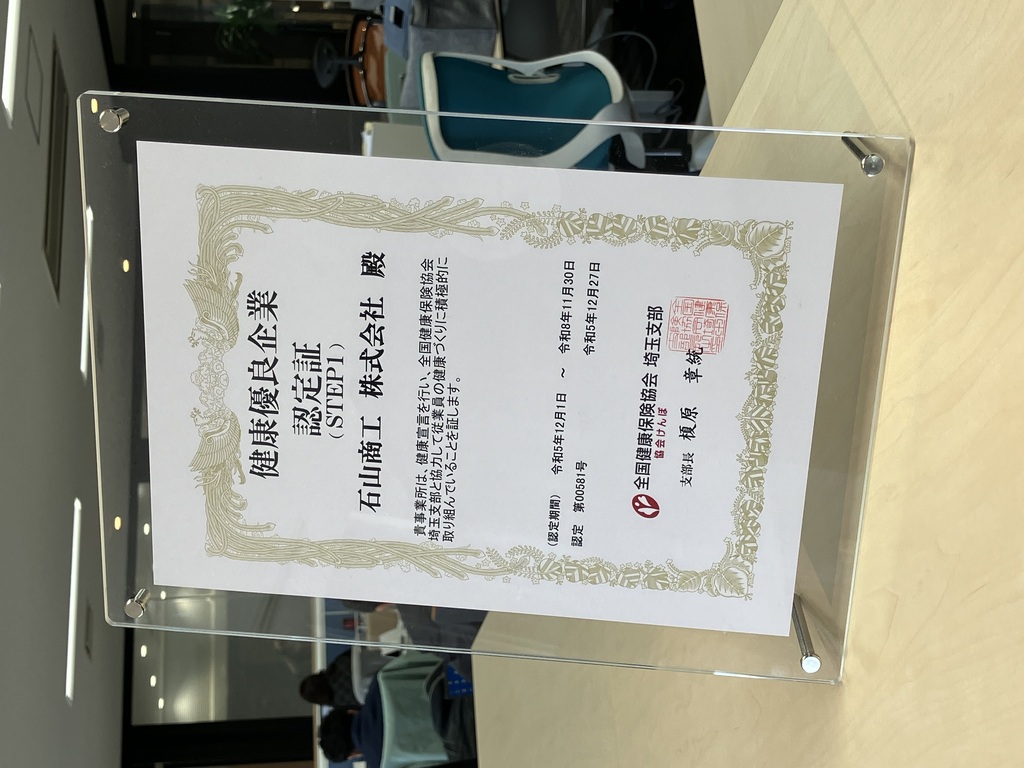 健康優良企業
認定証
(STEP1)
石山商工 株式会社 殿
貴事業所は、健康宣言を行い、全国健康保険協会
埼玉支部と協力して従業員の健康づくりに積極的に
取り組んでいることを証します。
(認定期間) 令和5年12月1日 ～ 令和8年11月30日
認定 第00581号 令和5年12月27日
全国健康保険協会 埼玉支部
協会けんぽ
支部長 榎原 章統